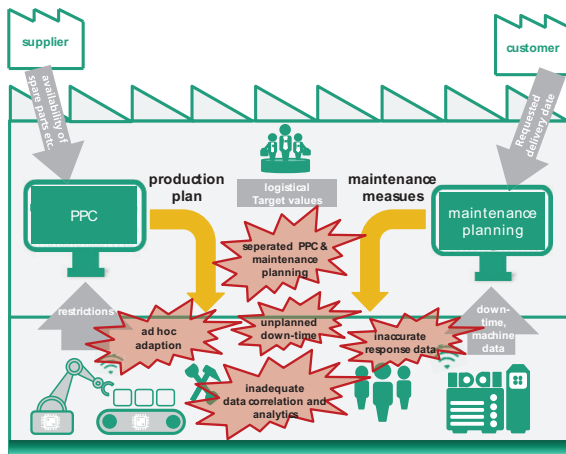 supplier
customer
availability of
spare parts etc.
Requested
delivery date
production
plan
logistical
Target values
maintenance
measues
PPC
maintenance
planning
seperated PPC &
maintenance
planning
restrictions
ad hoc
adaption
unplanned
down-time
inaccurate
response data
down-
time,
machine
data
inadequate
data correlation and
analytics